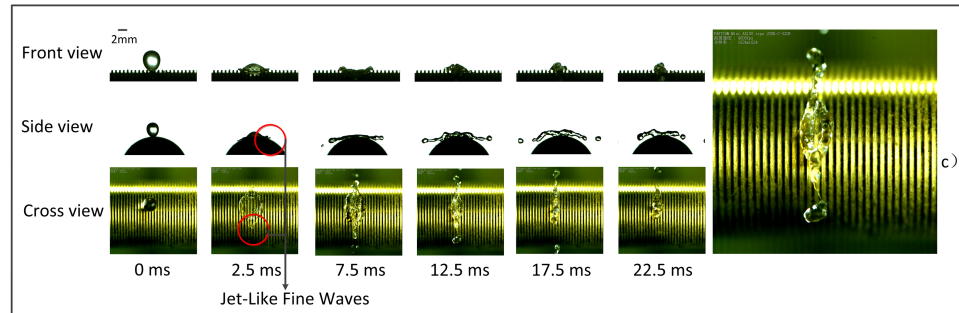 2mm
Front view
Side view
Cross view
0 ms
2.5 ms
7.5 ms
12.5 ms
17.5 ms
22.5 ms
Jet-Like Fine Waves
c)